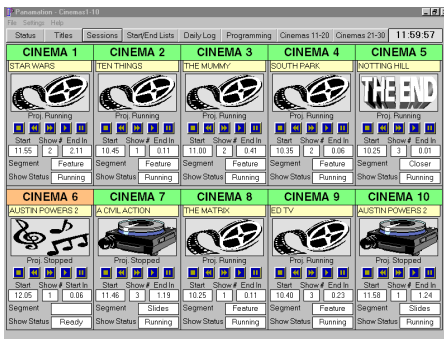 Panamation - Cinemas1-10
File Settings Help
Status Titles Sessions Start/End Lists Daily Log Programming Cinemas 11-20 Cinemas 21-30 11:59:57
CINEMA 1 CINEMA 2 CINEMA 3 CINEMA 4 CINEMA 5
STAR WARS TEN THINGS THE MUMMY SOUTH PARK NOTTING HILL
THE END
Proj. Running Proj. Running Proj. Running Proj. Running Proj. Running
Start Show # End In Start Show # End In Start Show # End In Start Show # End In Start Show # End In
11.55 2 2.11 10.45 1 0.11 11.00 2 0.41 10.35 2 0.06 10.25 3 0.01
Segment Feature Segment Feature Segment Feature Segment Feature Segment Closer
Show Status Running Show Status Running Show Status Running Show Status Running Show Status Running
CINEMA 6 CINEMA 7 CINEMA 8 CINEMA 9 CINEMA 10
AUSTIN POWERS 2 A CIVIL ACTION THE MATRIX ED TV AUSTIN POWERS 2
Proj. Stopped Proj. Running Proj. Running Proj. Running Proj. Running
Start Show # Start In Start Show # End In Start Show # End In Start Show # End In Start Show # End In
12.05 1 0.06 11.46 3 1.19 10.25 1 0.11 10.40 3 0.23 11.58 1 1.24
Segment Segment Slides Segment Feature Segment Feature Segment Slides
Show Status Ready Show Status Running Show Status Running Show Status Running Show Status Running